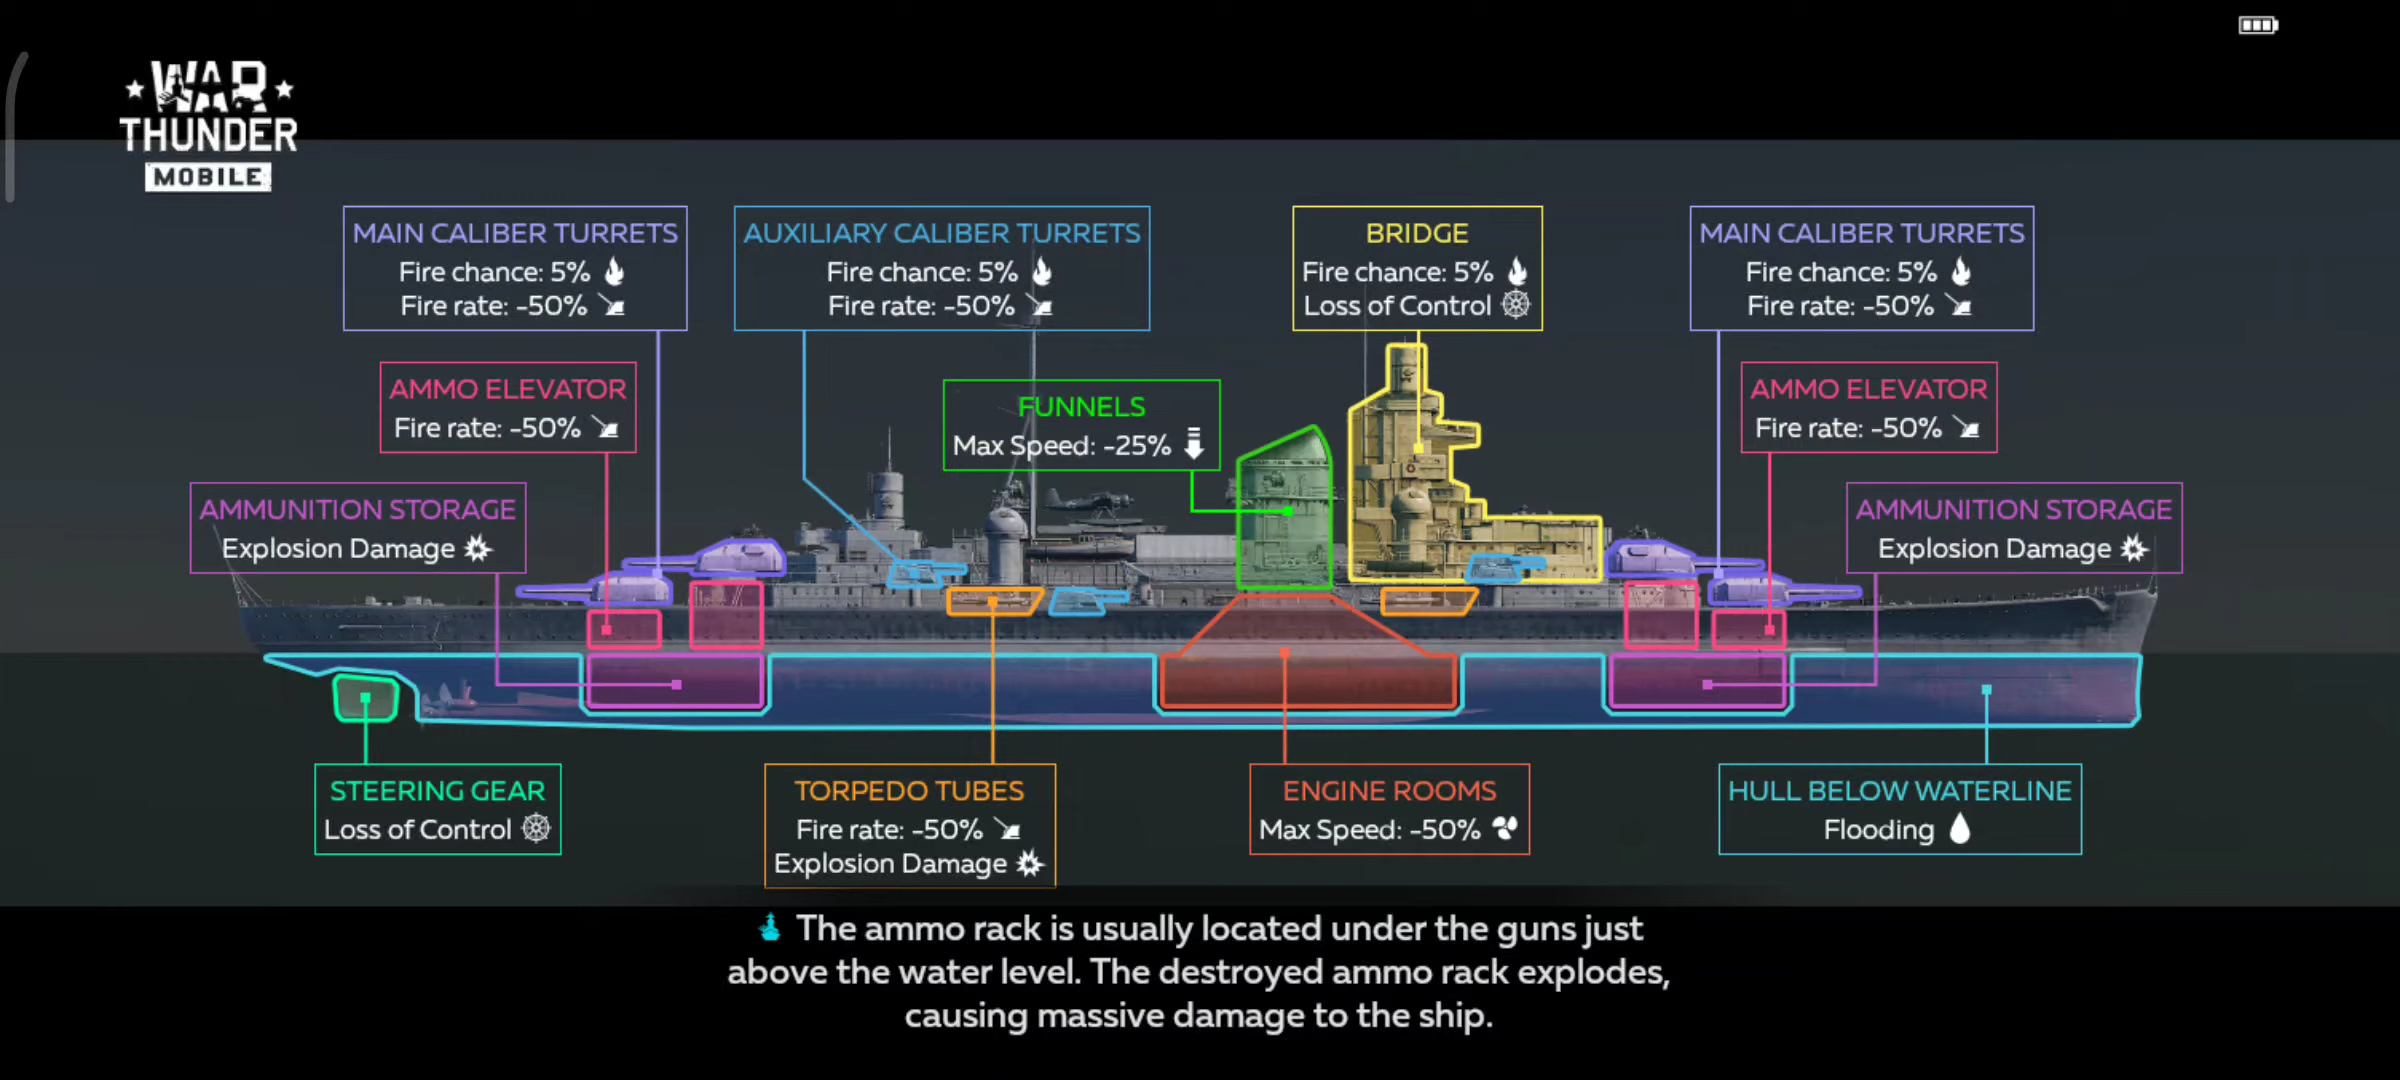 WAR
THUNDER
MOBILE
MAIN CALIBER TURRETS
Fire chance: 5%
Fire rate: -50%
AUXILIARY CALIBER TURRETS
Fire chance: 5%
Fire rate: -50%
BRIDGE
Fire chance: 5%
Loss of Control
MAIN CALIBER TURRETS
Fire chance: 5%
Fire rate: -50%
AMMO ELEVATOR
Fire rate: -50%
FUNNELS
Max Speed: -25%
AMMO ELEVATOR
Fire rate: -50%
AMMUNITION STORAGE
Explosion Damage
AMMUNITION STORAGE
Explosion Damage
STEERING GEAR
Loss of Control
TORPEDO TUBES
Fire rate: -50%
Explosion Damage
ENGINE ROOMS
Max Speed: -50%
HULL BELOW WATERLINE
Flooding
The ammo rack is usually located under the guns just
above the water level. The destroyed ammo rack explodes,
causing massive damage to the ship.